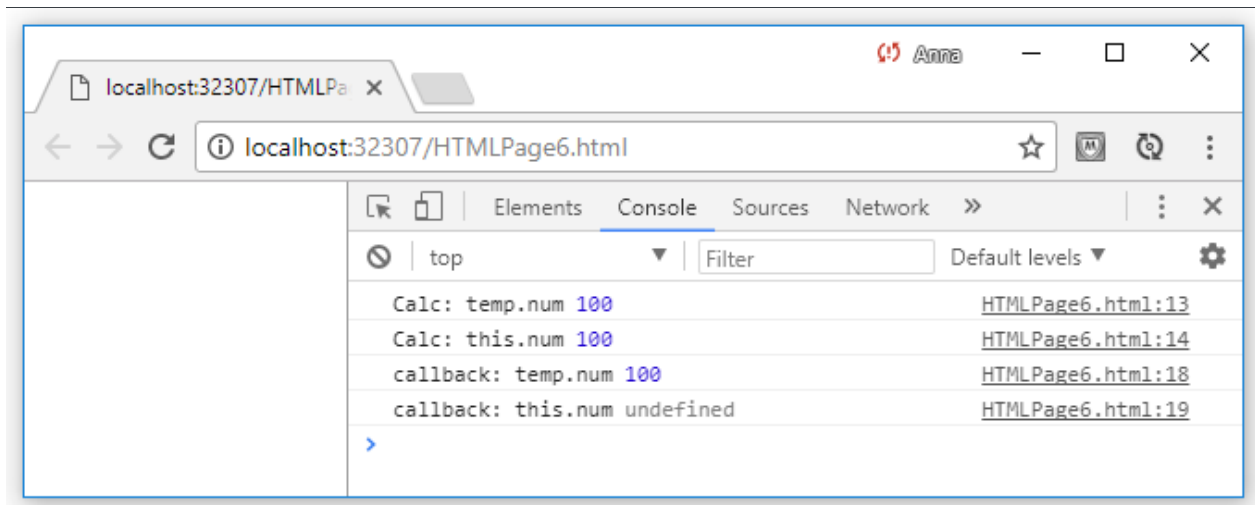 Anna
localhost:32307/HTMLPa
localhost:32307/HTMLPage6.html
Elements Console Sources Network »
top Filter Default levels
Calc: temp.num 100 HTMLPage6.html:13
Calc: this.num 100 HTMLPage6.html:14
callback: temp.num 100 HTMLPage6.html:18
callback: this.num undefined HTMLPage6.html:19
>